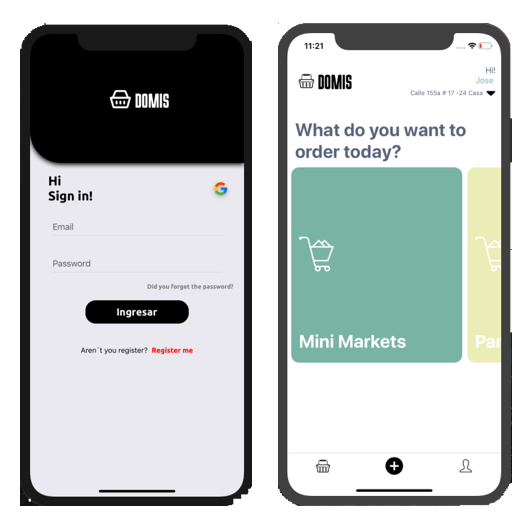 DOMIS
Hi
Sign in!
Email
Password
Did you forget the password?
Ingresar
Aren´t you register? Register me
11:21
DOMIS
Hi!
Jose
Calle 155a # 17 -24 Casa
What do you want to
order today?
Mini Markets
Par